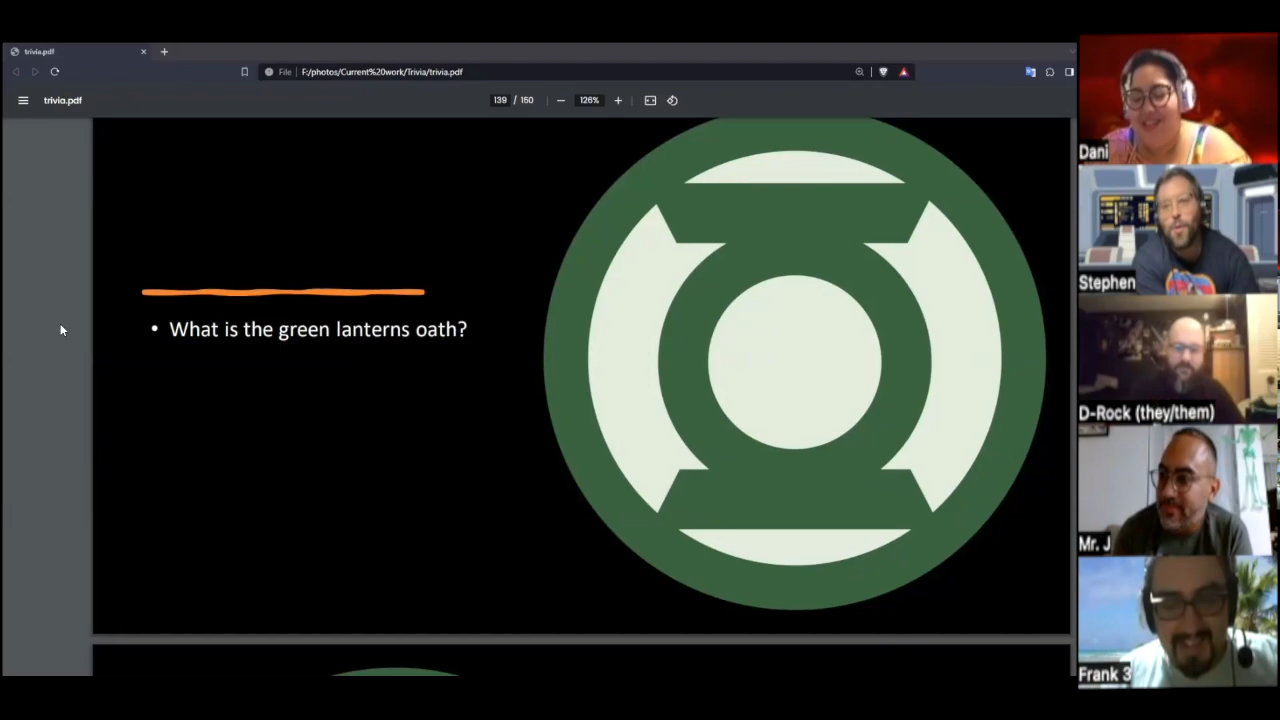 trivia.pdf
File
F:/photos/Current%20work/Trivia/trivia.pdf
trivia.pdf
139 / 150
126%
• What is the green lanterns oath?
Dani
Stephen
D-Rock (they/them)
Mr. J
Frank 3